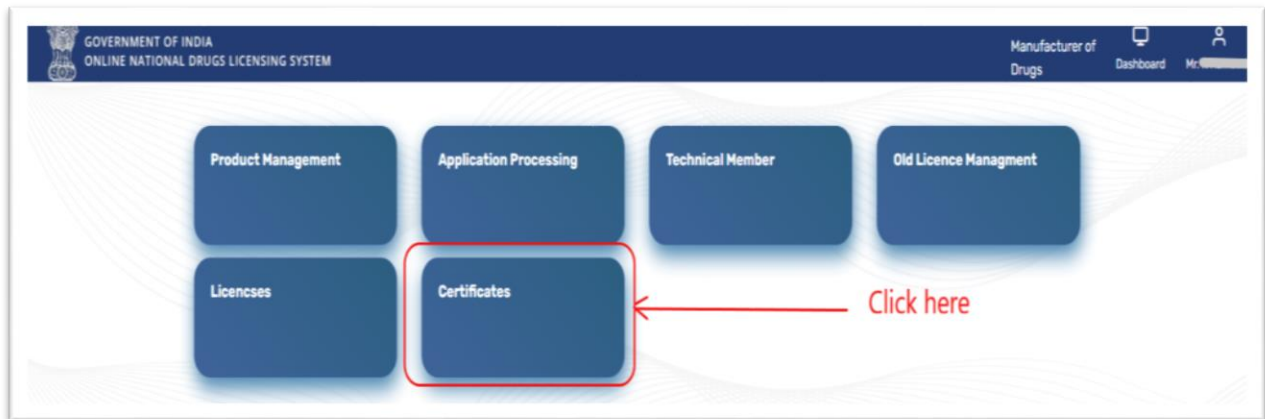 GOVERNMENT OF INDIA
ONLINE NATIONAL DRUGS LICENSING SYSTEM
Manufacturer of
Drugs
Dashboard
Mr.
Product Management
Application Processing
Technical Member
Old Licence Managment
Licencses
Certificates
Click here